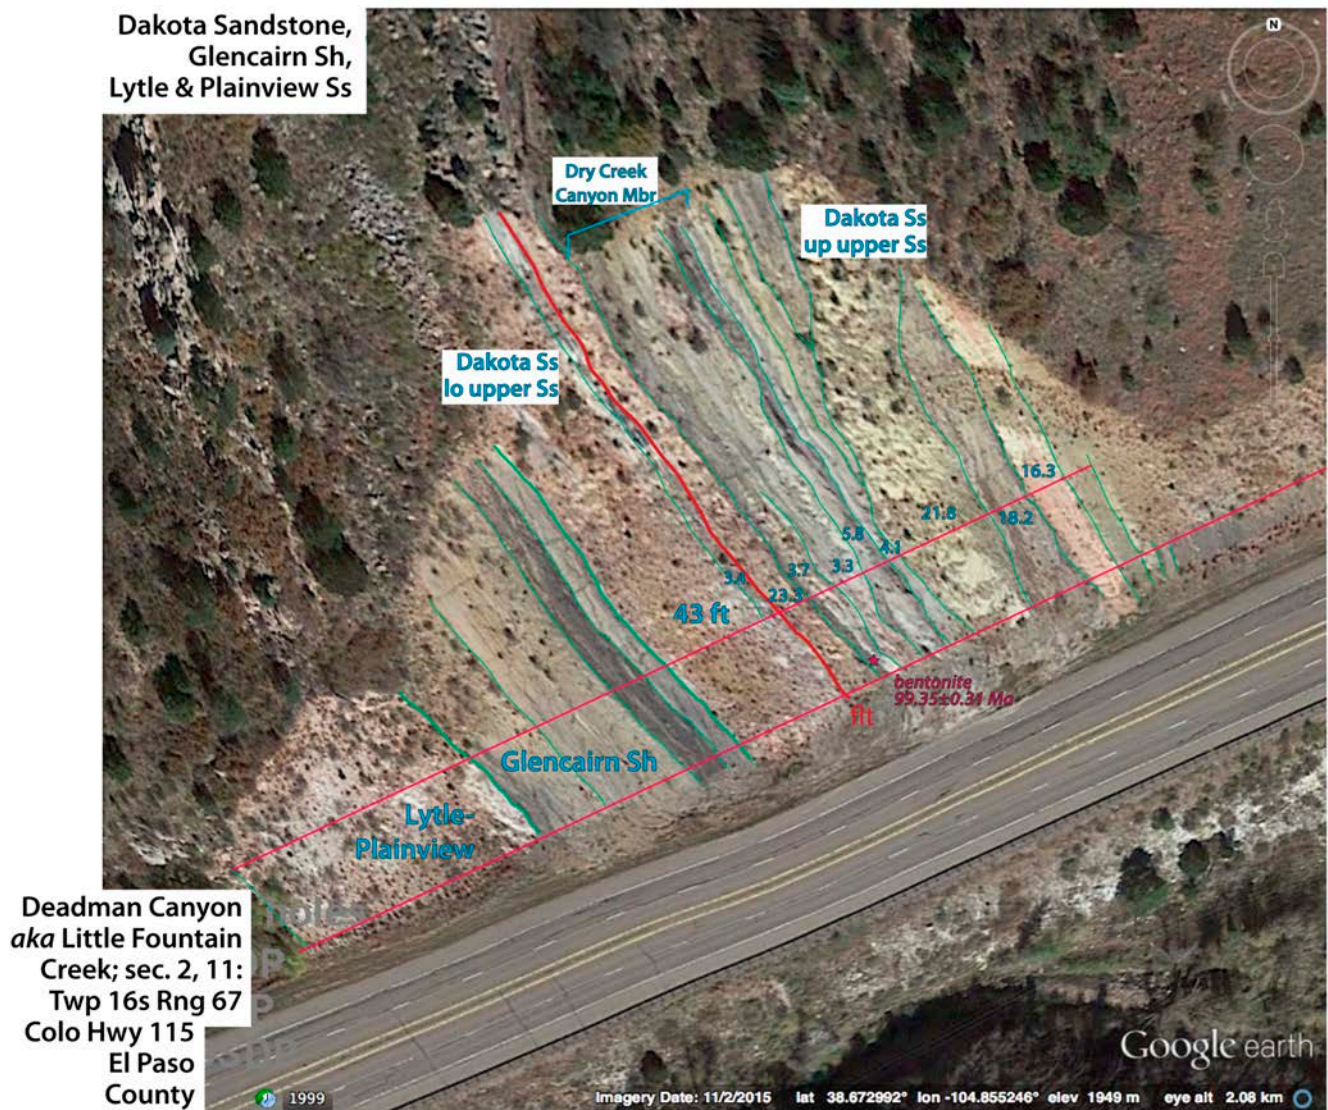 Dakota Sandstone,
Glencairn Sh,
Lytle & Plainview Ss
N
Dry Creek
Canyon Mbr
Dakota Ss
up upper Ss
Dakota Ss
lo upper Ss
16.3
21.8
18.2
5.8
4.1
3.7
3.3
3.4
23.3
43 ft
bentonite
99.35±0.31 Ma
flt
Glencairn Sh
Lytle-
Plainview
Deadman Canyon
aka Little Fountain
Creek; sec. 2, 11:
Twp 16s Rng 67
Colo Hwy 115
El Paso
County
Google earth
1999
Imagery Date: 11/2/2015 lat 38.672992° lon -104.855246° elev 1949 m eye alt 2.08 km